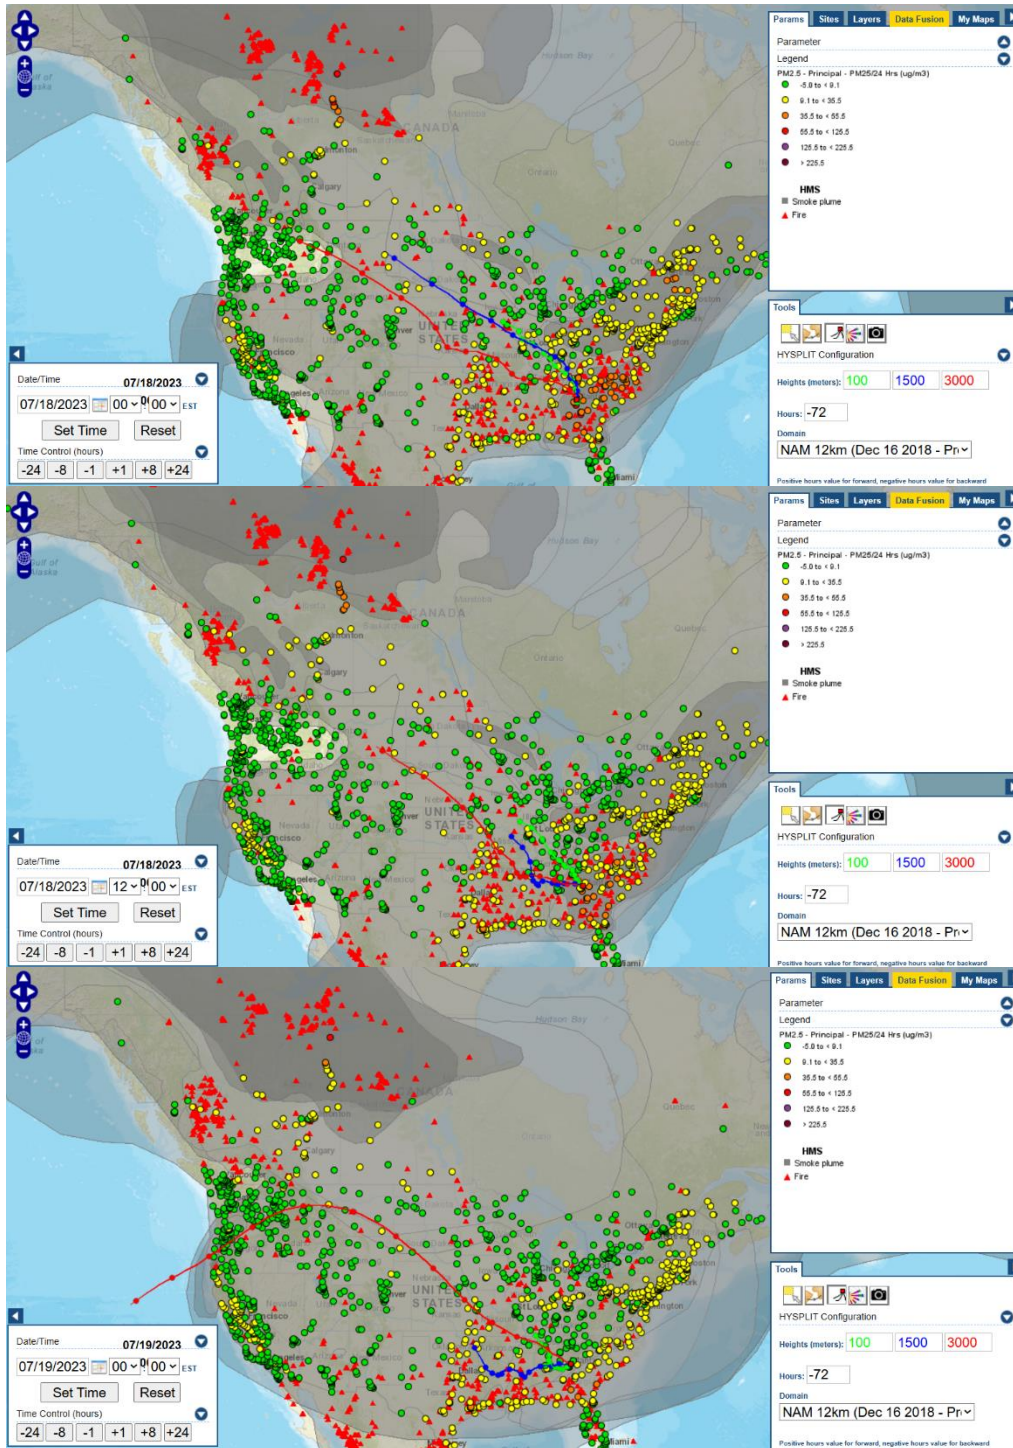 Params Sites Layers Data Fusion My Maps
Parameter
Legend
PM2.5 - Principal - PM25/24 Hrs (ug/m3)
-5.0 to < 9.1
9.1 to < 35.5
35.5 to < 55.5
55.5 to < 125.5
125.5 to < 225.5
> 225.5
HMS
Smoke plume
Fire
Hudson Bay
CANADA
Calgary
Quebec
Ontario
UNITED
STATES
Miami
Tools
HYSPLIT Configuration
Heights (meters): 100 1500 3000
Hours: -72
Domain
NAM 12km (Dec 16 2018 - Pr
Positive hours value for forward, negative hours value for backward
Date/Time 07/18/2023
07/18/2023 00 : 00 EST
Set Time Reset
Time Control (hours)
-24 -8 -1 +1 +8 +24
Params Sites Layers Data Fusion My Maps
Parameter
Legend
PM2.5 - Principal - PM25/24 Hrs (ug/m3)
-5.0 to < 9.1
9.1 to < 35.5
35.5 to < 55.5
55.5 to < 125.5
125.5 to < 225.5
> 225.5
HMS
Smoke plume
Fire
Hudson Bay
CANADA
Calgary
Quebec
Ontario
UNITED
STATES
Miami
Tools
HYSPLIT Configuration
Heights (meters): 100 1500 3000
Hours: -72
Domain
NAM 12km (Dec 16 2018 - Pr
Positive hours value for forward, negative hours value for backward
Date/Time 07/18/2023
07/18/2023 12 : 00 EST
Set Time Reset
Time Control (hours)
-24 -8 -1 +1 +8 +24
Params Sites Layers Data Fusion My Maps
Parameter
Legend
PM2.5 - Principal - PM25/24 Hrs (ug/m3)
-5.0 to < 9.1
9.1 to < 35.5
35.5 to < 55.5
55.5 to < 125.5
125.5 to < 225.5
> 225.5
HMS
Smoke plume
Fire
Hudson Bay
CANADA
Calgary
Quebec
Ontario
UNITED
STATES
Miami
Tools
HYSPLIT Configuration
Heights (meters): 100 1500 3000
Hours: -72
Domain
NAM 12km (Dec 16 2018 - Pr
Positive hours value for forward, negative hours value for backward
Date/Time 07/19/2023
07/19/2023 00 : 00 EST
Set Time Reset
Time Control (hours)
-24 -8 -1 +1 +8 +24